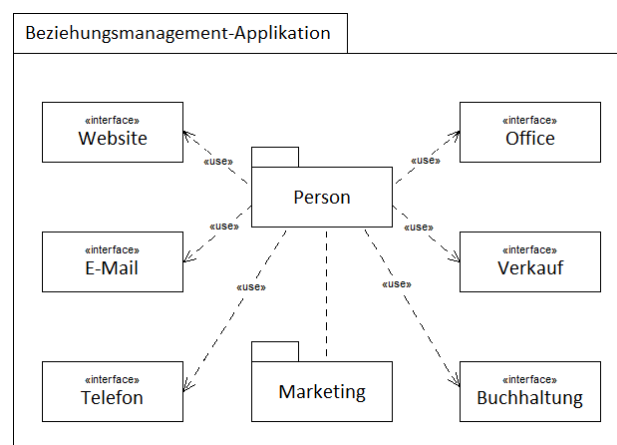 Beziehungsmanagement-Applikation
«interface»
Website
«interface»
Office
«use»
«use»
Person
«use»
«use»
«interface»
E-Mail
«interface»
Verkauf
«use»
«use»
«interface»
Telefon
Marketing
«interface»
Buchhaltung